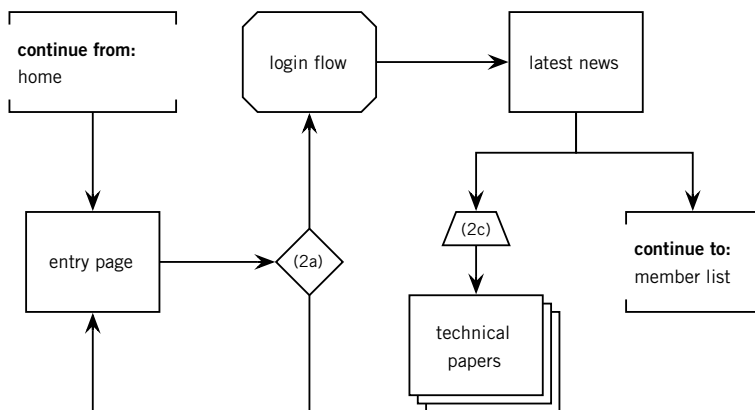 continue from:
home
login flow
latest news
entry page
(2a)
(2c)
continue to:
member list
technical
papers